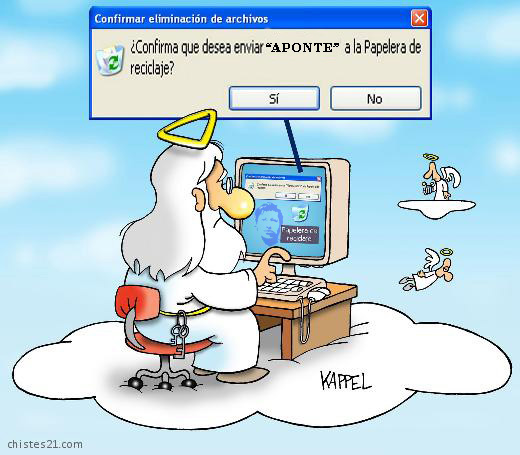 Confirmar eliminación de archivos
¿Confirma que desea enviar “APONTE” a la Papelera de
reciclaje?
Sí
No
Papelera de
reciclaje
KAPPEL
chistes21.com